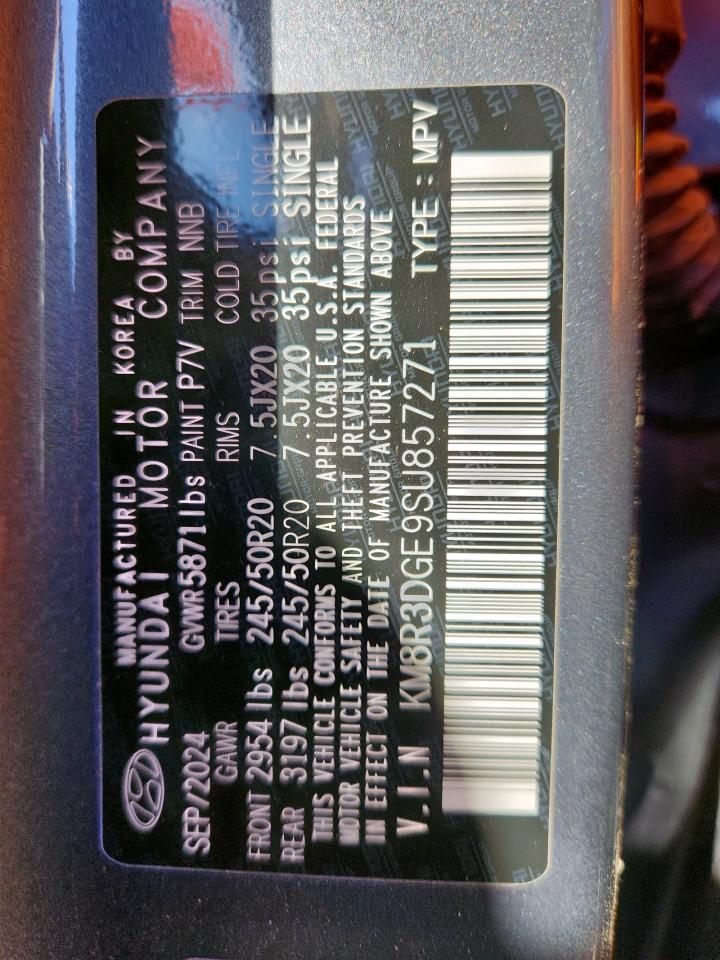 MANUFACTURED IN KOREA BY
HYUNDAI MOTOR COMPANY
SEP/2024 GVWR5871lbs PAINT P7V TRIM NNB
GAWR TIRES RIMS COLD TIRE INFL
FRONT 2954 lbs 245/50R20 7.5JX20 35psi SINGLE
REAR 3197 lbs 245/50R20 7.5JX20 35psi SINGLE
THIS VEHICLE CONFORMS TO ALL APPLICABLE U.S.A. FEDERAL
MOTOR VEHICLE SAFETY AND THEFT PREVENTION STANDARDS
IN EFFECT ON THE DATE OF MANUFACTURE SHOWN ABOVE
V.I.N KM8R3DGE9SU857271 TYPE : MPV